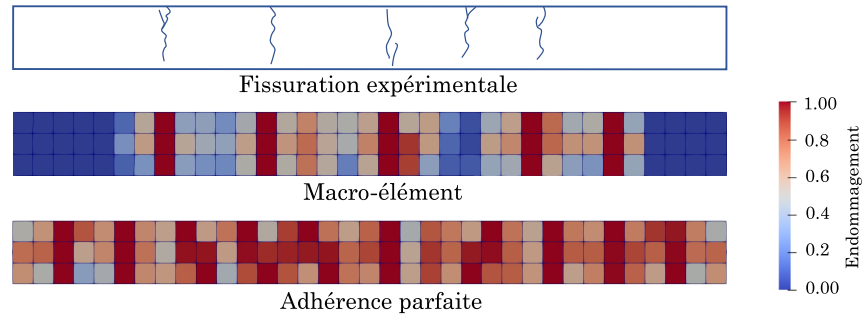 Fissuration expérimentale
Macro-élément
Adhérence parfaite
1.00
0.8
0.6
0.4
0.2
0.00
Endommagement